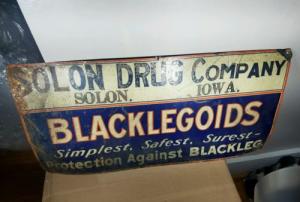 SOLON DRUG COMPANY
SOLON. IOWA.
BLACKLEGOIDS
Simplest, Safest, Surest-
Protection Against BLACKLEG.